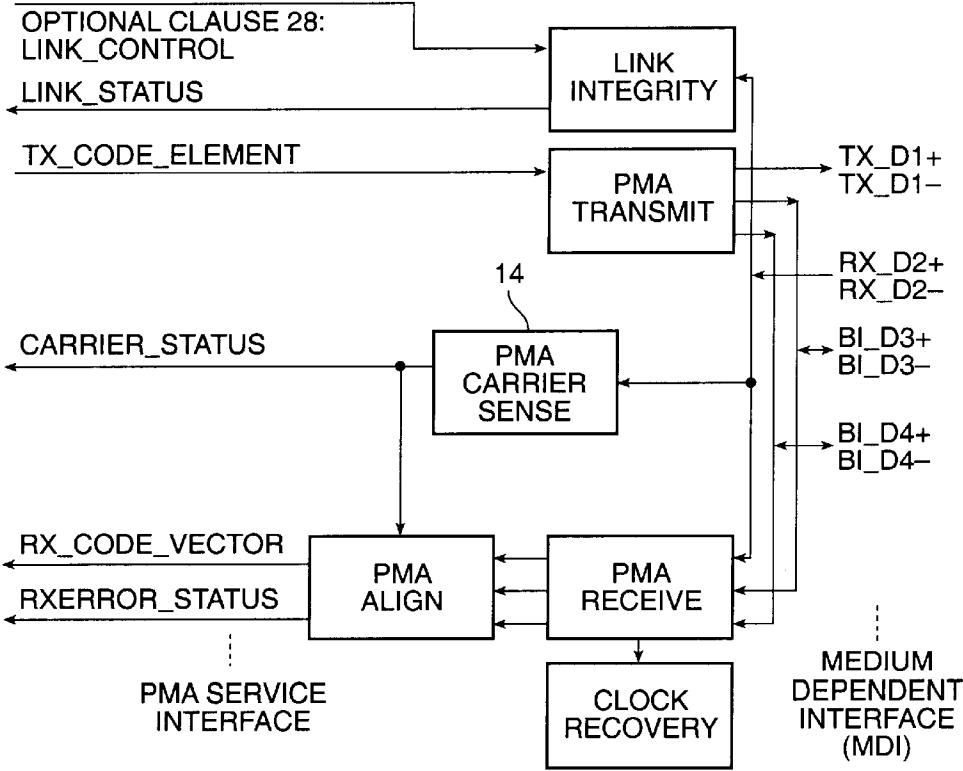 OPTIONAL CLAUSE 28:
LINK_CONTROL
LINK_STATUS
TX_CODE_ELEMENT
LINK
INTEGRITY
PMA
TRANSMIT
TX_D1+
TX_D1–
RX_D2+
RX_D2–
14
CARRIER_STATUS
PMA
CARRIER
SENSE
BI_D3+
BI_D3–
BI_D4+
BI_D4–
RX_CODE_VECTOR
RXERROR_STATUS
PMA
ALIGN
PMA
RECEIVE
CLOCK
RECOVERY
PMA SERVICE
INTERFACE
MEDIUM
DEPENDENT
INTERFACE
(MDI)